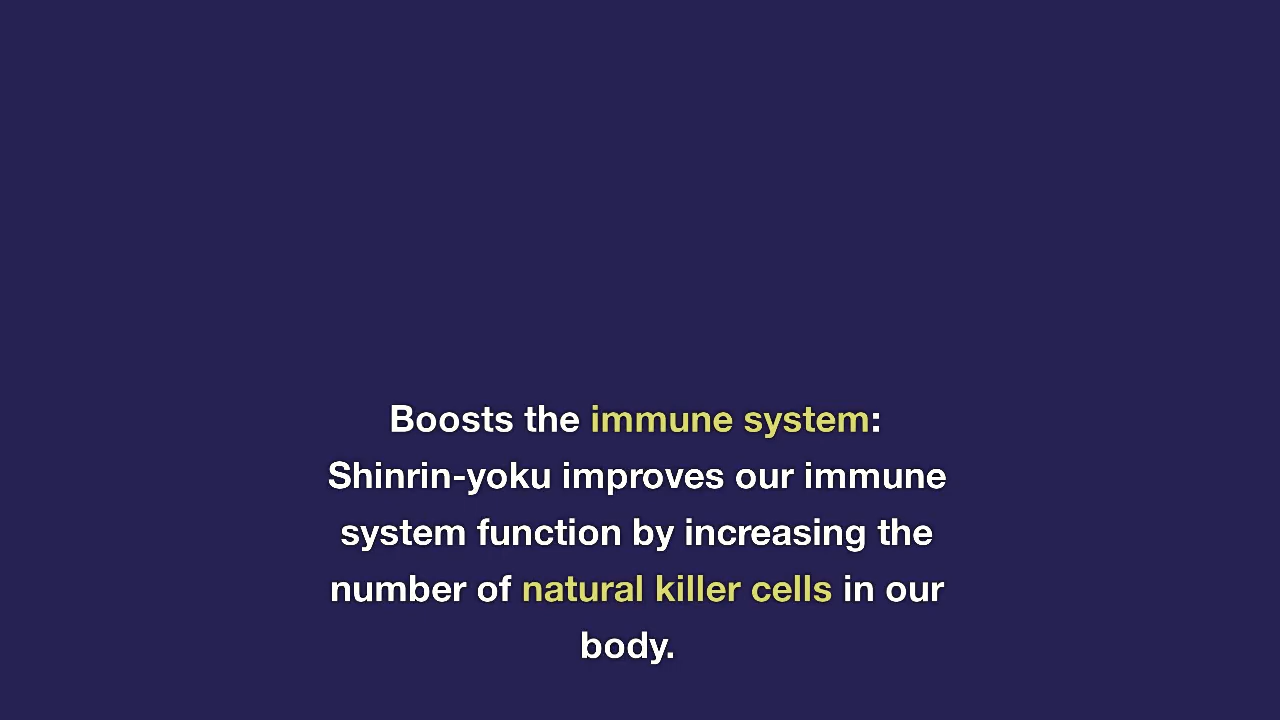 Boosts the immune system:
Shinrin-yoku improves our immune
system function by increasing the
number of natural killer cells in our
body.